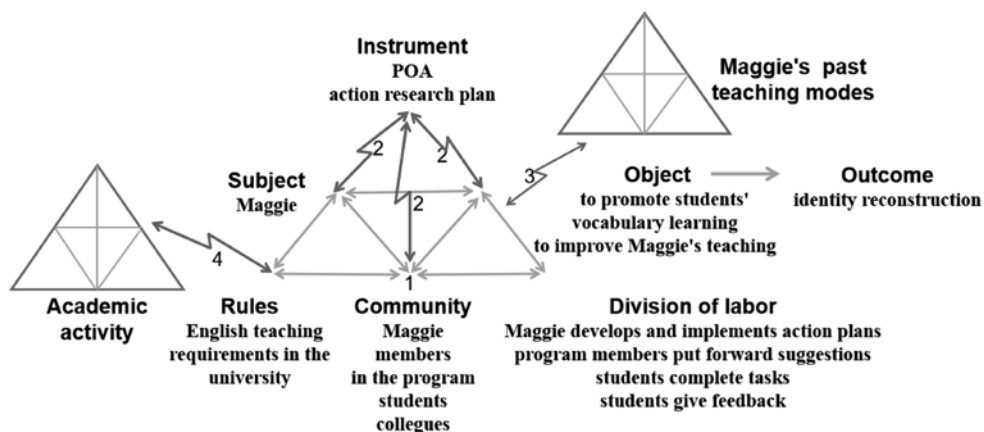 Instrument
POA
action research plan
Maggie's past
teaching modes
2
2
3
Subject
Maggie
2
Object
to promote students'
vocabulary learning
to improve Maggie's teaching
Outcome
identity reconstruction
4
1
Academic
activity
Rules
English teaching
requirements in the
university
Community
Maggie
members
in the program
students
collegues
Division of labor
Maggie develops and implements action plans
program members put forward suggestions
students complete tasks
students give feedback